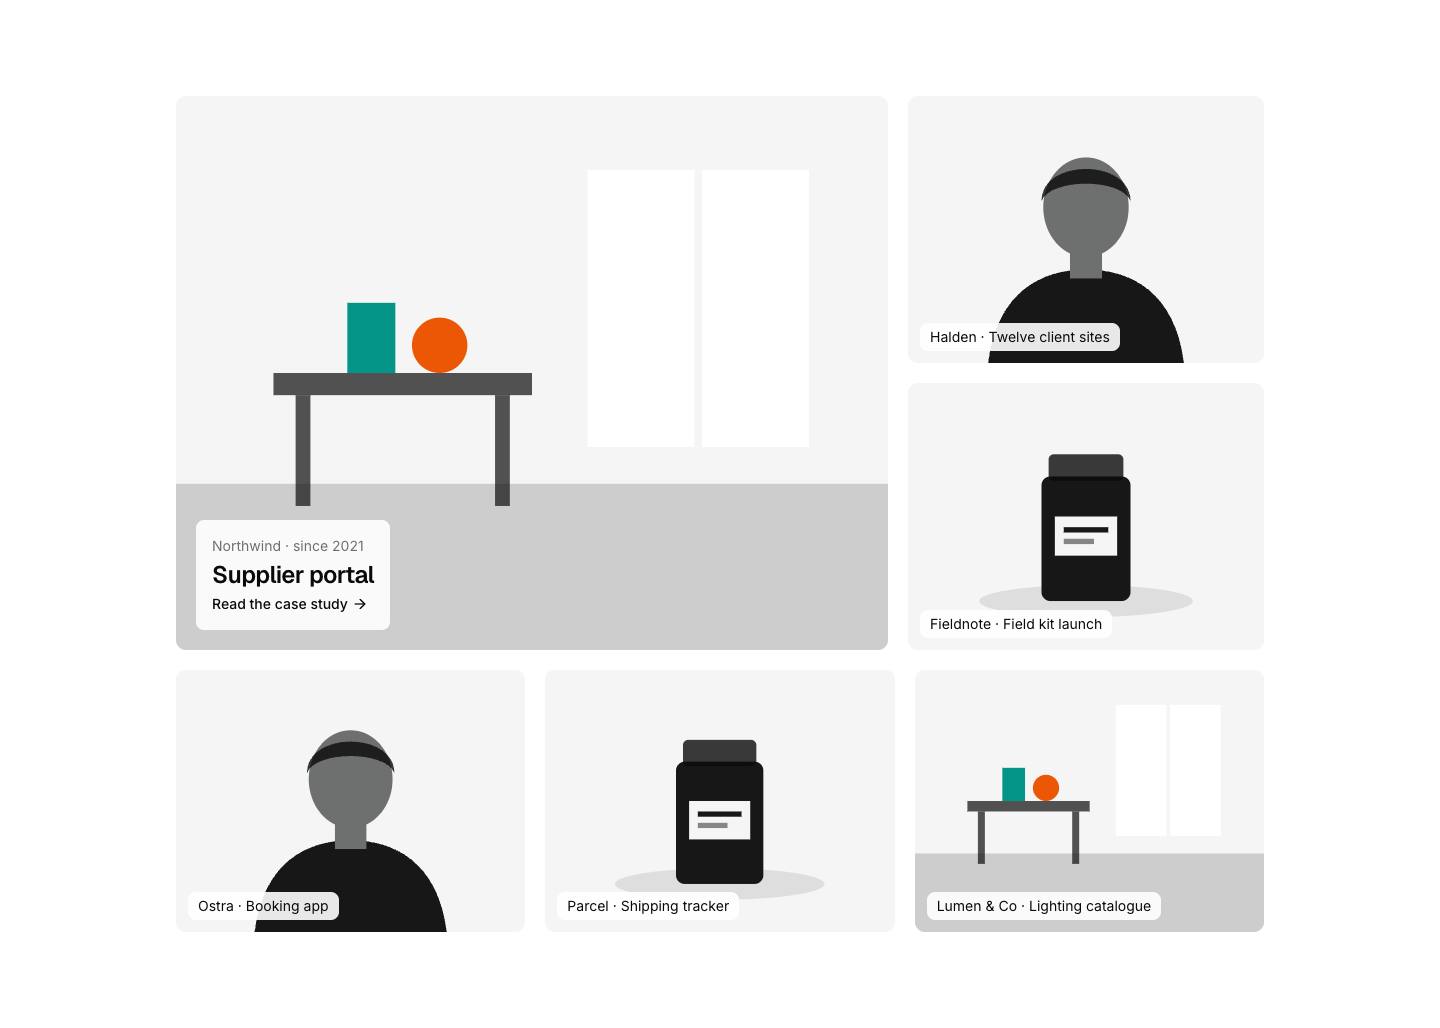 Northwind · since 2021
Supplier portal
Read the case study →
Halden · Twelve client sites
Fieldnote · Field kit launch
Ostra · Booking app
Parcel · Shipping tracker
Lumen & Co · Lighting catalogue